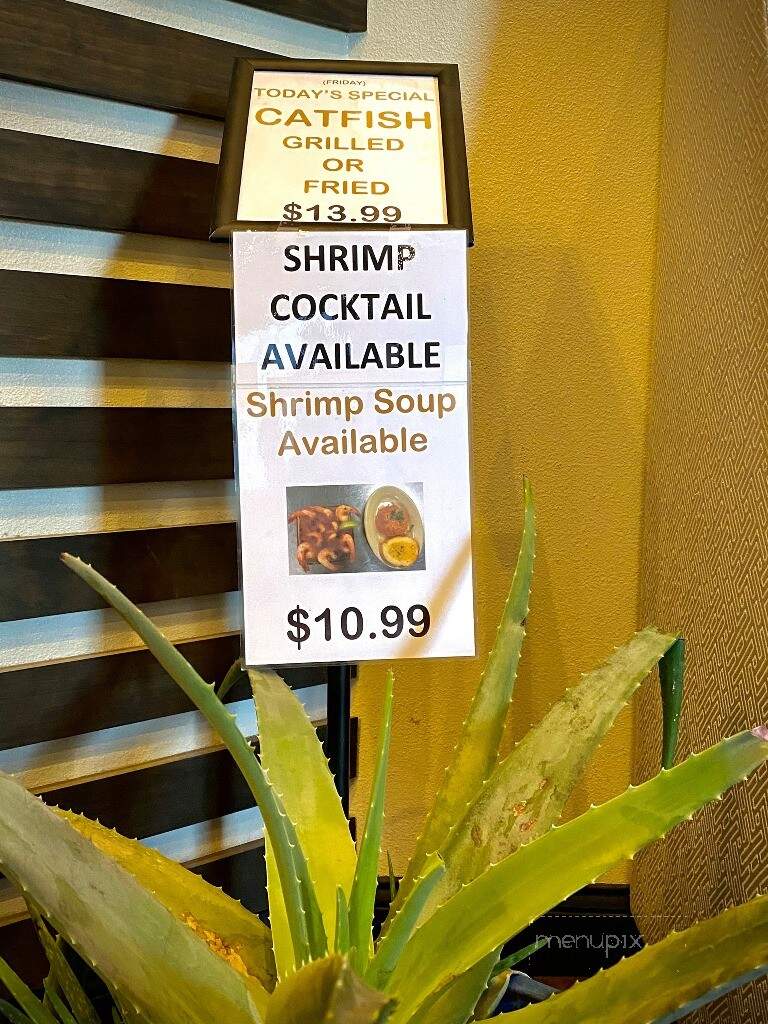 (FRIDAY)
TODAY'S SPECIAL
CATFISH
GRILLED
OR
FRIED
$13.99
SHRIMP
COCKTAIL
AVAILABLE
Shrimp Soup
Available
$10.99
menupix